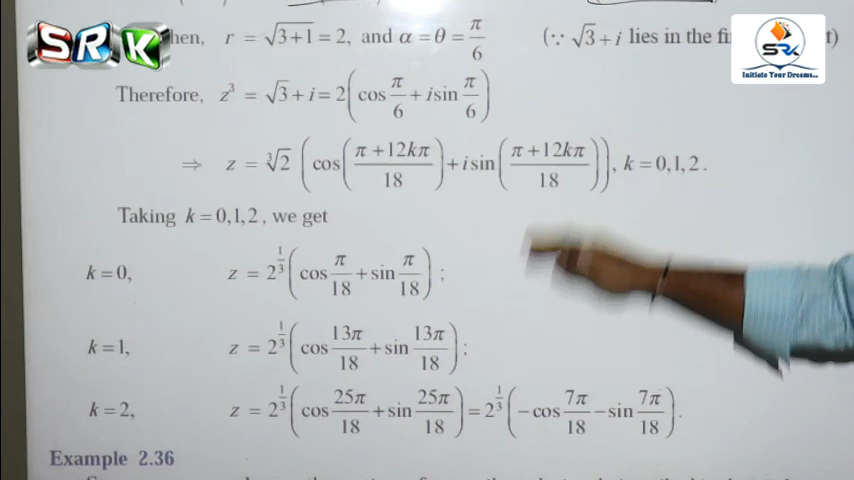 SRK
SRK
Initiate Your Dreams...
hen, r = √(3+1) = 2, and α = θ = π/6 (∵ √3 + i lies in the fi t)
Therefore, z³ = √3 + i = 2(cos π/6 + i sin π/6)
⇒ z = ∛2 (cos((π+12kπ)/18) + i sin((π+12kπ)/18)), k = 0,1,2.
Taking k = 0,1,2, we get
k = 0, z = 2^(1/3)(cos π/18 + sin π/18);
k = 1, z = 2^(1/3)(cos 13π/18 + sin 13π/18);
k = 2, z = 2^(1/3)(cos 25π/18 + sin 25π/18) = 2^(1/3)(−cos 7π/18 − sin 7π/18).
Example 2.36